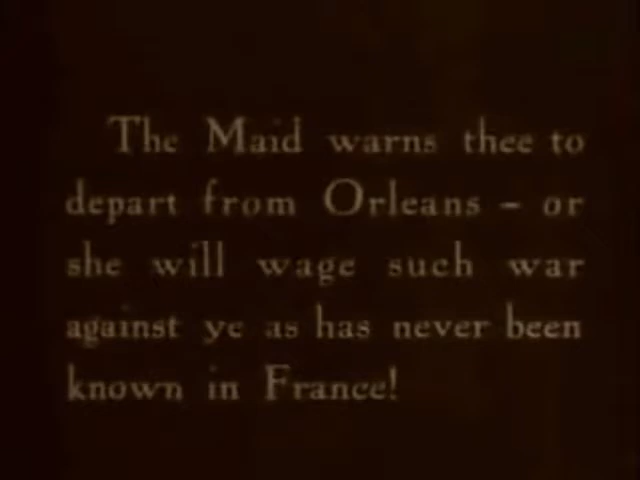 The Maid warns thee to
depart from Orleans – or
she will wage such war
against ye as has never been
known in France!